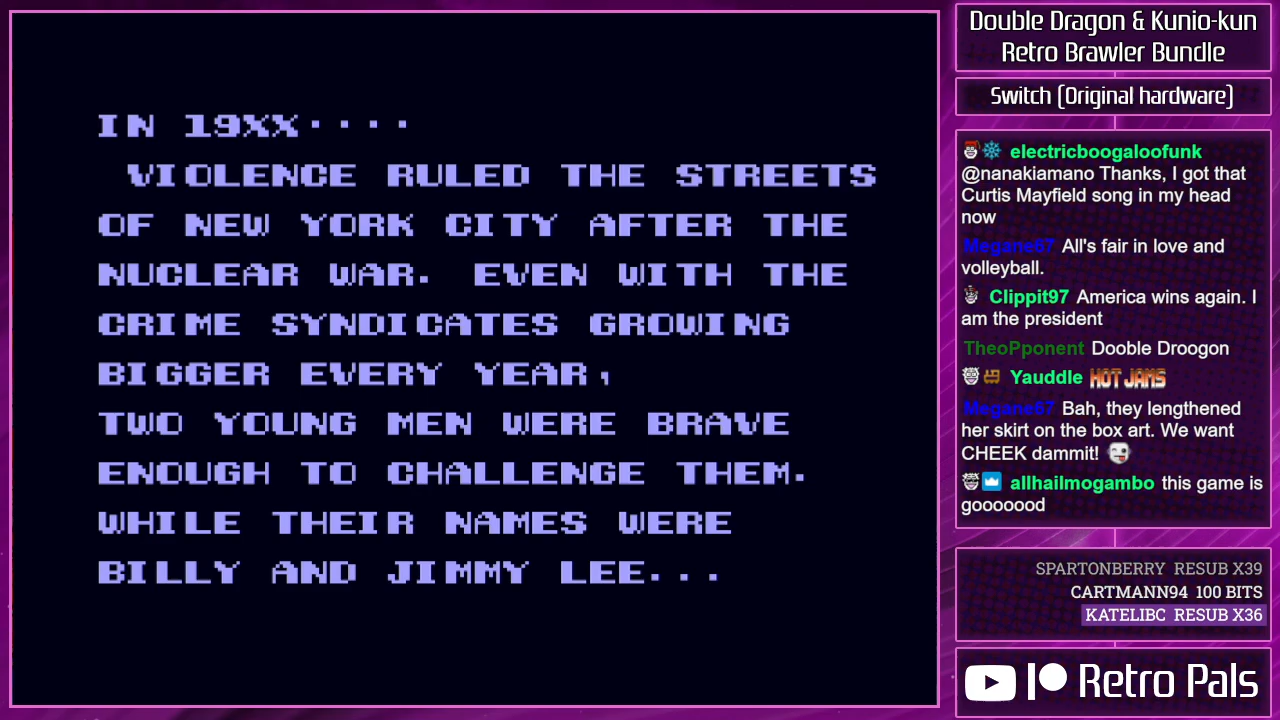 IN 19XX····
VIOLENCE RULED THE STREETS
OF NEW YORK CITY AFTER THE
NUCLEAR WAR. EVEN WITH THE
CRIME SYNDICATES GROWING
BIGGER EVERY YEAR,
TWO YOUNG MEN WERE BRAVE
ENOUGH TO CHALLENGE THEM.
WHILE THEIR NAMES WERE
BILLY AND JIMMY LEE...
Double Dragon & Kunio-kun
Retro Brawler Bundle
Switch (Original hardware)
electricboogaloofunk
@nanakiamano Thanks, I got that
Curtis Mayfield song in my head
now
Megane67 All's fair in love and
volleyball.
Clippit97 America wins again. I
am the president
TheoPponent Dooble Droogon
Yauddle HOT JAMS
Megane67 Bah, they lengthened
her skirt on the box art. We want
CHEEK dammit!
allhailmogambo this game is
gooooood
SPARTONBERRY RESUB X39
CARTMANN94 100 BITS
KATELIBC RESUB X36
Retro Pals